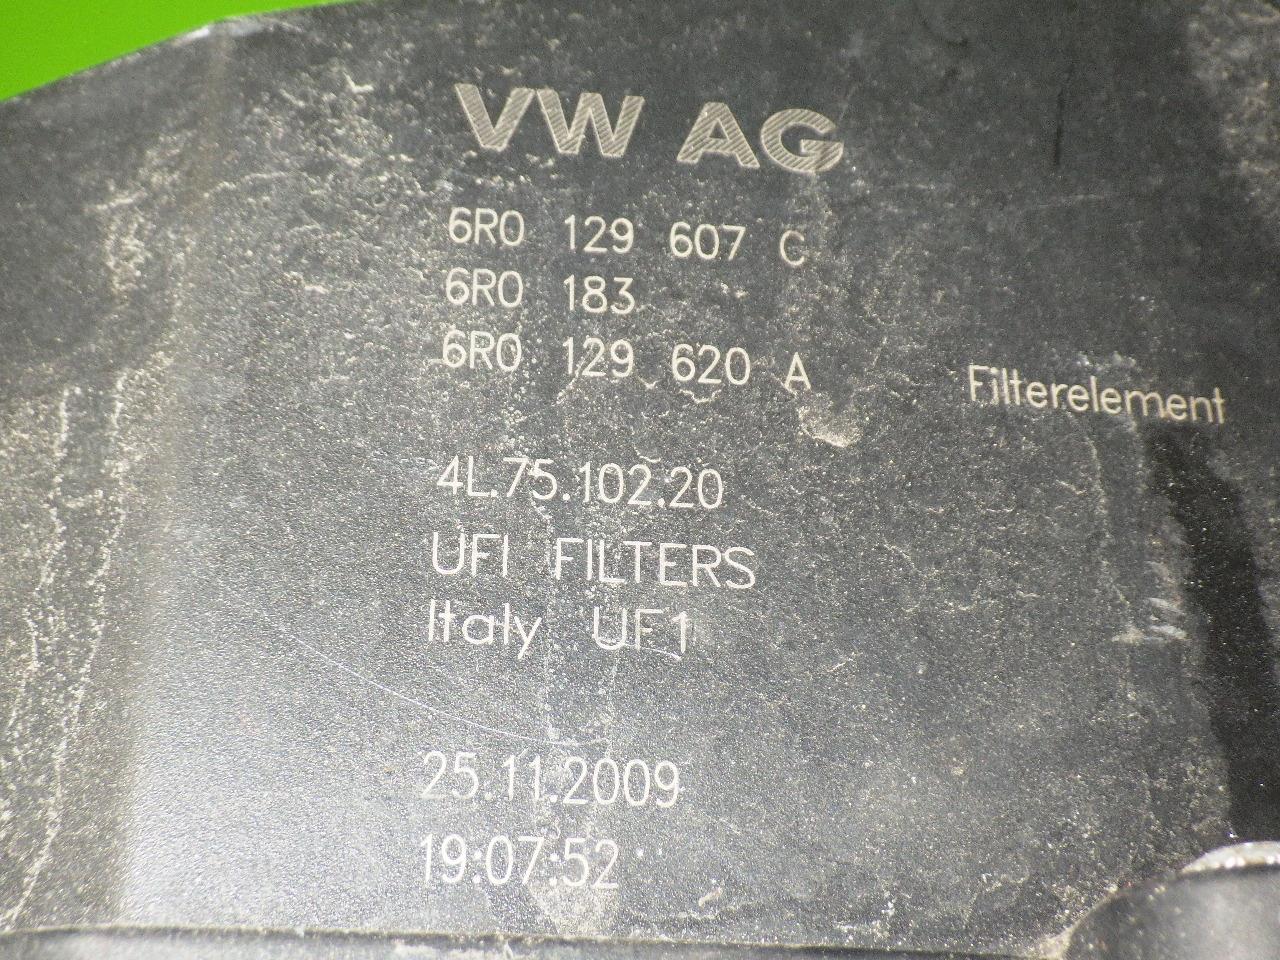 VW AG
6R0 129 607 C
6R0 183
6R0 129 620 A Filterelement
4L.75.102.20
UFI FILTERS
Italy UF1
25.11.2009
19:07:52